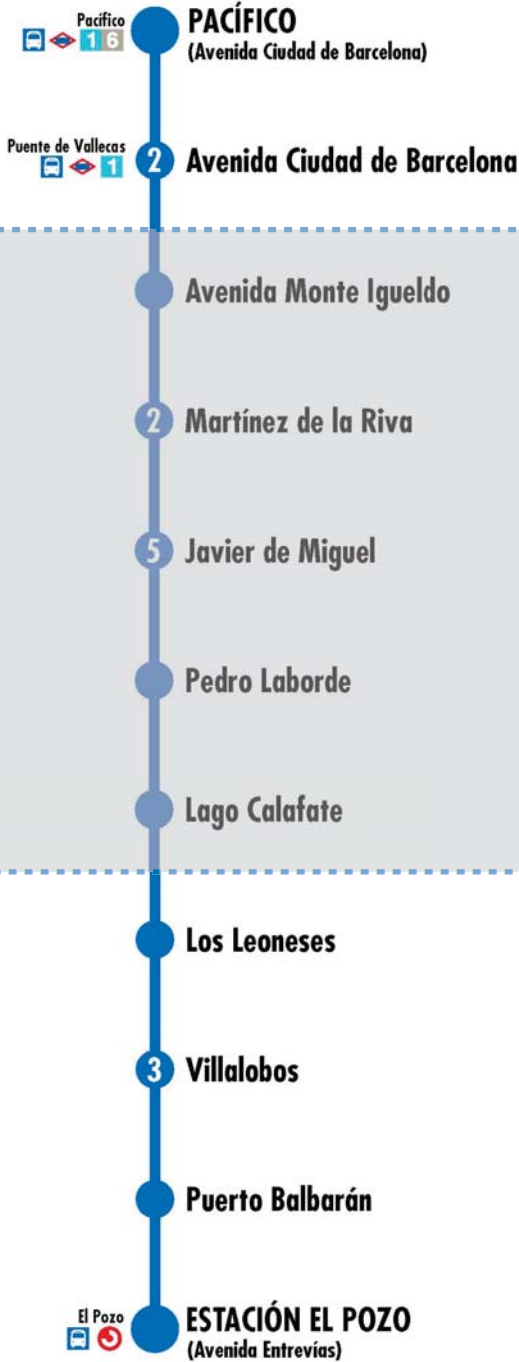 Pacífico
1 6
PACÍFICO
(Avenida Ciudad de Barcelona)
Puente de Vallecas
1
2 Avenida Ciudad de Barcelona
Avenida Monte Igueldo
2 Martínez de la Riva
5 Javier de Miguel
Pedro Laborde
Lago Calafate
Los Leoneses
3 Villalobos
Puerto Balbarán
El Pozo
ESTACIÓN EL POZO
(Avenida Entrevías)